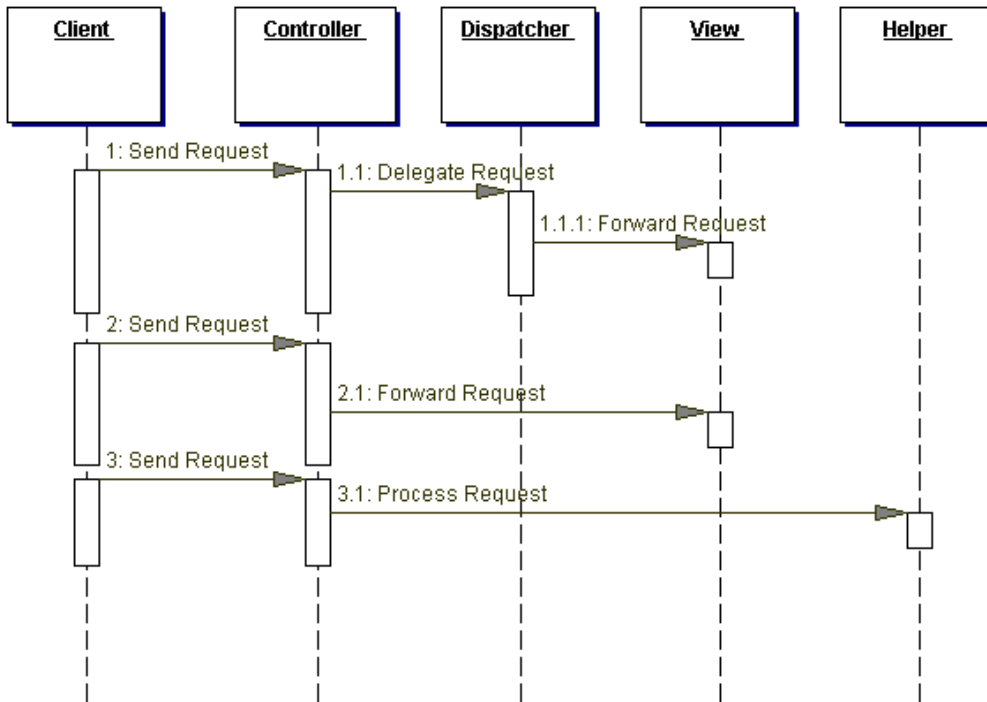 Client
Controller
Dispatcher
View
Helper
1: Send Request
1.1: Delegate Request
1.1.1: Forward Request
2: Send Request
2.1: Forward Request
3: Send Request
3.1: Process Request